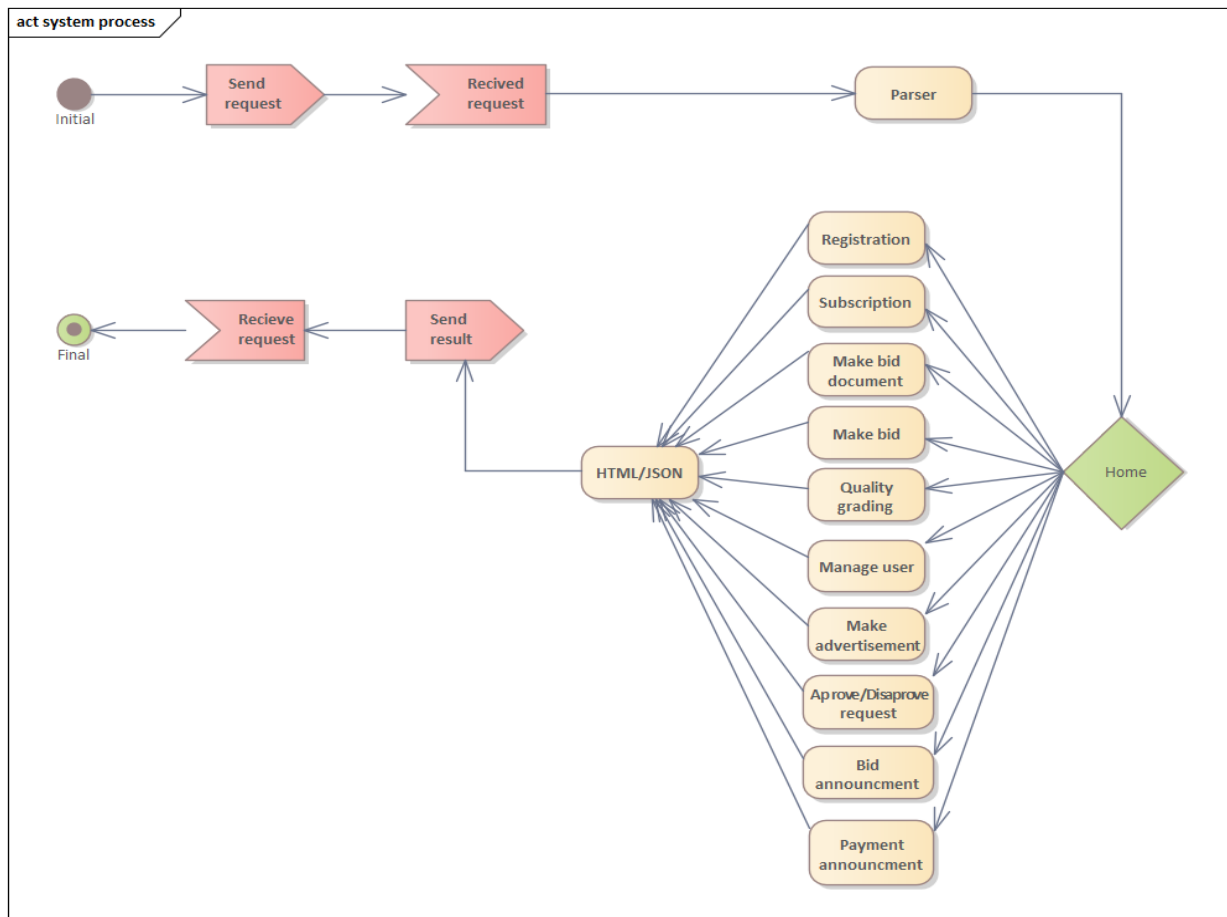 act system process
Send
request
Recived
request
Parser
Initial
Registration
Subscription
Recieve
request
Send
result
Final
Make bid
document
Make bid
HTML/JSON
Home
Quality
grading
Manage user
Make
advertisement
Aprove/Disaprove
request
Bid
announcment
Payment
announcment